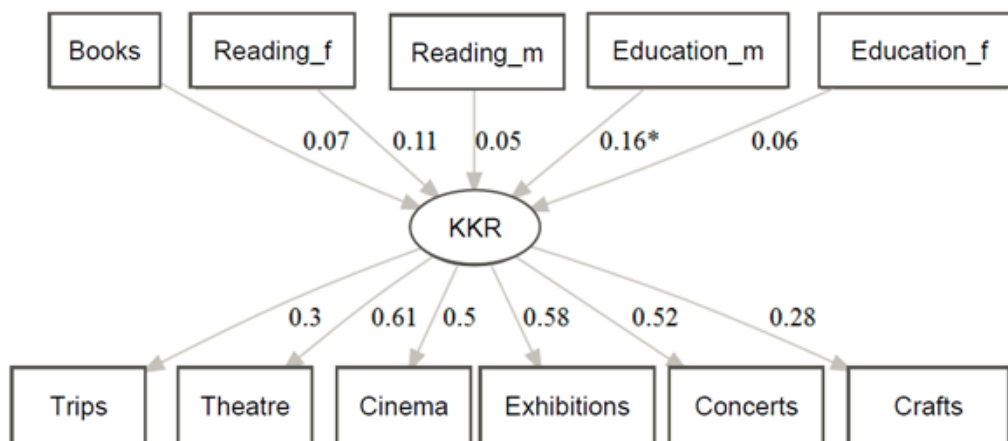 Books Reading_f Reading_m Education_m Education_f
0.07 0.11 0.05 0.16* 0.06
KKR
0.3 0.61 0.5 0.58 0.52 0.28
Trips Theatre Cinema Exhibitions Concerts Crafts